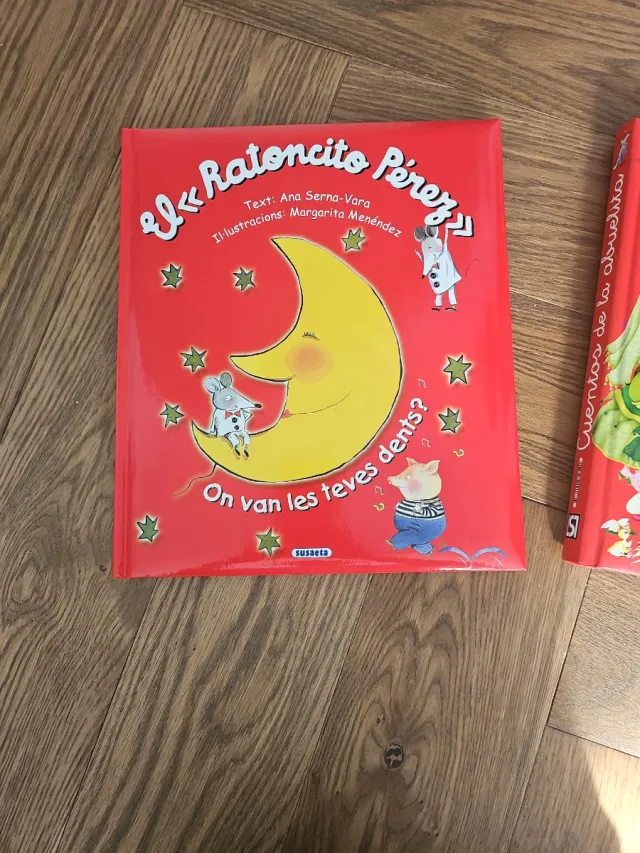 El «Ratoncito Pérez»
Text: Ana Serna-Vara
Il·lustracions: Margarita Menéndez
On van les teves dents?
susaeta
Cuentos de la abuelita
S